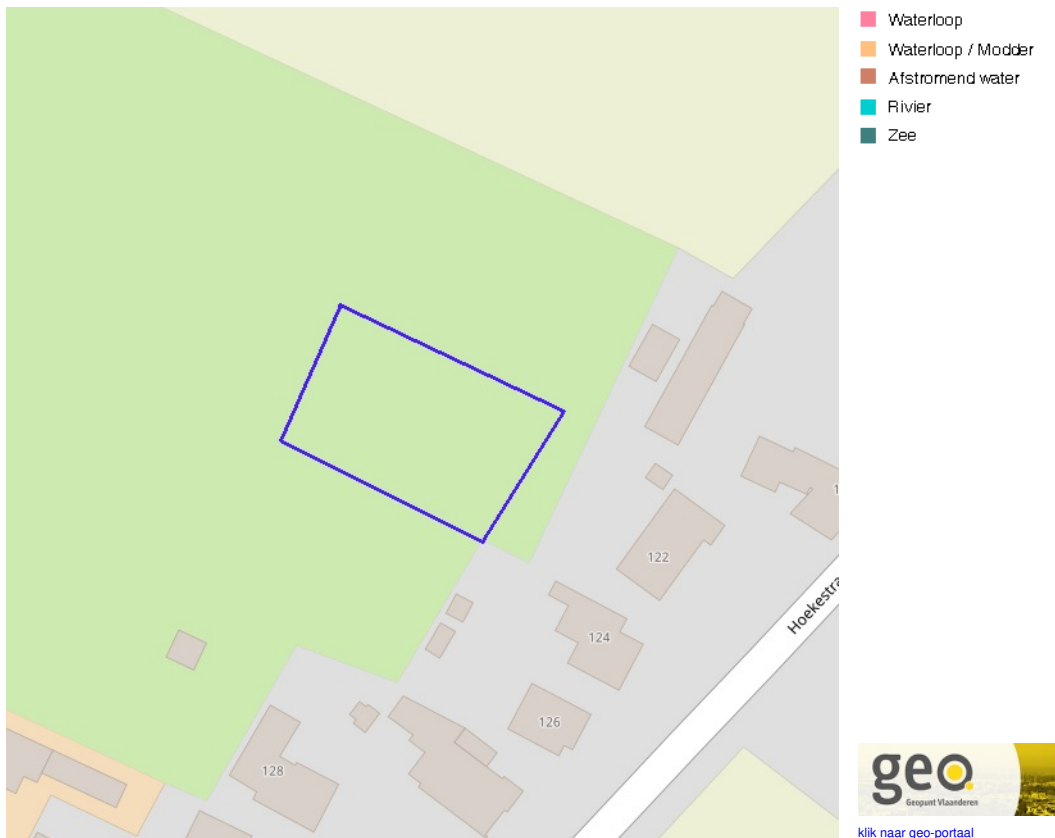 Waterloop
Waterloop / Modder
Afstromend water
Rivier
Zee
122
124
126
128
geo.
Geopunt Vlaanderen
klik naar geo-portaal